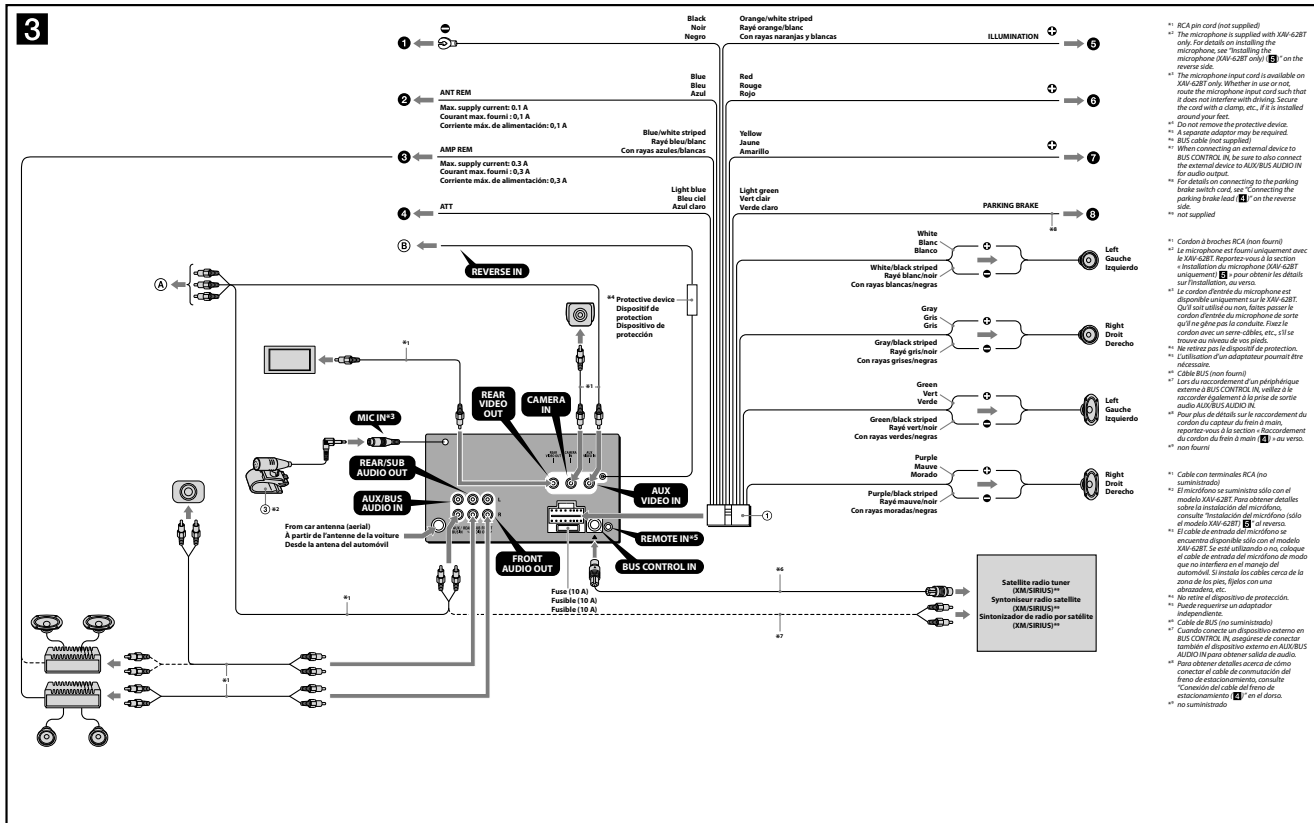 3
Black
Noir
Negro
Orange/white striped
Rayé orange/blanc
Con rayas naranjas y blancas
ILLUMINATION
1
5
Blue
Bleu
Azul
Red
Rouge
Rojo
2
ANT REM
6
Max. supply current: 0.1 A
Courant max. fourni : 0,1 A
Corriente máx. de alimentación: 0,1 A
Blue/white striped
Rayé bleu/blanc
Con rayas azules/blancas
Yellow
Jaune
Amarillo
3
AMP REM
7
Max. supply current: 0.3 A
Courant max. fourni : 0,3 A
Corriente máx. de alimentación: 0,3 A
Light blue
Bleu ciel
Azul claro
Light green
Vert clair
Verde claro
4
ATT
PARKING BRAKE
8
*8
B
REVERSE IN
A
*4 Protective device
Dispositif de
protection
Dispositivo de
protección
White
Blanc
Blanco
White/black striped
Rayé blanc/noir
Con rayas blancas/negras
Left
Gauche
Izquierdo
Gray
Gris
Gris
Gray/black striped
Rayé gris/noir
Con rayas grises/negras
Right
Droit
Derecho
Green
Vert
Verde
Green/black striped
Rayé vert/noir
Con rayas verdes/negras
Left
Gauche
Izquierdo
Purple
Mauve
Morado
Purple/black striped
Rayé mauve/noir
Con rayas moradas/negras
Right
Droit
Derecho
*1
*1
REAR
VIDEO
OUT
CAMERA
IN
MIC IN*3
REAR/SUB
AUDIO OUT
AUX/BUS
AUDIO IN
AUX
VIDEO IN
3 *2
L
R
1
From car antenna (aerial)
À partir de l'antenne de la voiture
Desde la antena del automóvil
FRONT
AUDIO OUT
REMOTE IN*5
BUS CONTROL IN
Fuse (10 A)
Fusible (10 A)
Fusible (10 A)
*6
*1
*7
*1
Satellite radio tuner
(XM/SIRIUS)*9
Syntoniseur radio satellite
(XM/SIRIUS)*9
Sintonizador de radio por satélite
(XM/SIRIUS)*9
*1 RCA pin cord (not supplied)
*2 The microphone is supplied with XAV-62BT
only. For details on installing the
microphone, see "Installing the
microphone (XAV-62BT only) (5)" on the
reverse side.
*3 The microphone input cord is available on
XAV-62BT only. Whether in use or not,
route the microphone input cord such that
it does not interfere with driving. Secure
the cord with a clamp, etc., if it is installed
around your feet.
*4 Do not remove the protective device.
*5 A separate adaptor may be required.
*6 BUS cable (not supplied)
*7 When connecting an external device to
BUS CONTROL IN, be sure to also connect
the external device to AUX/BUS AUDIO IN
for audio output.
*8 For details on connecting to the parking
brake switch cord, see "Connecting the
parking brake lead (4)" on the reverse
side.
*9 not supplied
*1 Cordon à broches RCA (non fourni)
*2 Le microphone est fourni uniquement avec
le XAV-62BT. Reportez-vous à la section
« Installation du microphone (XAV-62BT
uniquement) 5 » pour obtenir les détails
sur l'installation, au verso.
*3 Le cordon d'entrée du microphone est
disponible uniquement sur le XAV-62BT.
Qu'il soit utilisé ou non, faites passer le
cordon d'entrée du microphone de sorte
qu'il ne gêne pas la conduite. Fixez le
cordon avec un serre-câbles, etc., s'il se
trouve au niveau de vos pieds.
*4 Ne retirez pas le dispositif de protection.
*5 L'utilisation d'un adaptateur pourrait être
nécessaire.
*6 Câble BUS (non fourni)
*7 Lors du raccordement d'un périphérique
externe à BUS CONTROL IN, veillez à le
raccorder également à la prise de sortie
audio AUX/BUS AUDIO IN.
*8 Pour plus de détails sur le raccordement du
cordon du capteur du frein à main,
reportez-vous à la section « Raccordement
du cordon du frein à main (4) » au verso.
*9 non fourni
*1 Cable con terminales RCA (no
suministrado)
*2 El micrófono se suministra sólo con el
modelo XAV-62BT. Para obtener detalles
sobre la instalación del micrófono,
consulte "Instalación del micrófono (sólo
el modelo XAV-62BT) 5" al reverso.
*3 El cable de entrada del micrófono se
encuentra disponible sólo con el modelo
XAV-62BT. Se esté utilizando o no, coloque
el cable de entrada del micrófono de modo
que no interfiera en el manejo del
automóvil. Si instala los cables cerca de la
zona de los pies, fíjelos con una
abrazadera, etc.
*4 No retire el dispositivo de protección.
*5 Puede requerirse un adaptador
independiente.
*6 Cable de BUS (no suministrado)
*7 Cuando conecte un dispositivo externo en
BUS CONTROL IN, asegúrese de conectar
también el dispositivo externo en AUX/BUS
AUDIO IN para obtener salida de audio.
*8 Para obtener detalles acerca de cómo
conectar el cable de conmutación del
freno de estacionamiento, consulte
"Conexión del cable del freno de
estacionamiento (4)" en el dorso.
*9 no suministrado